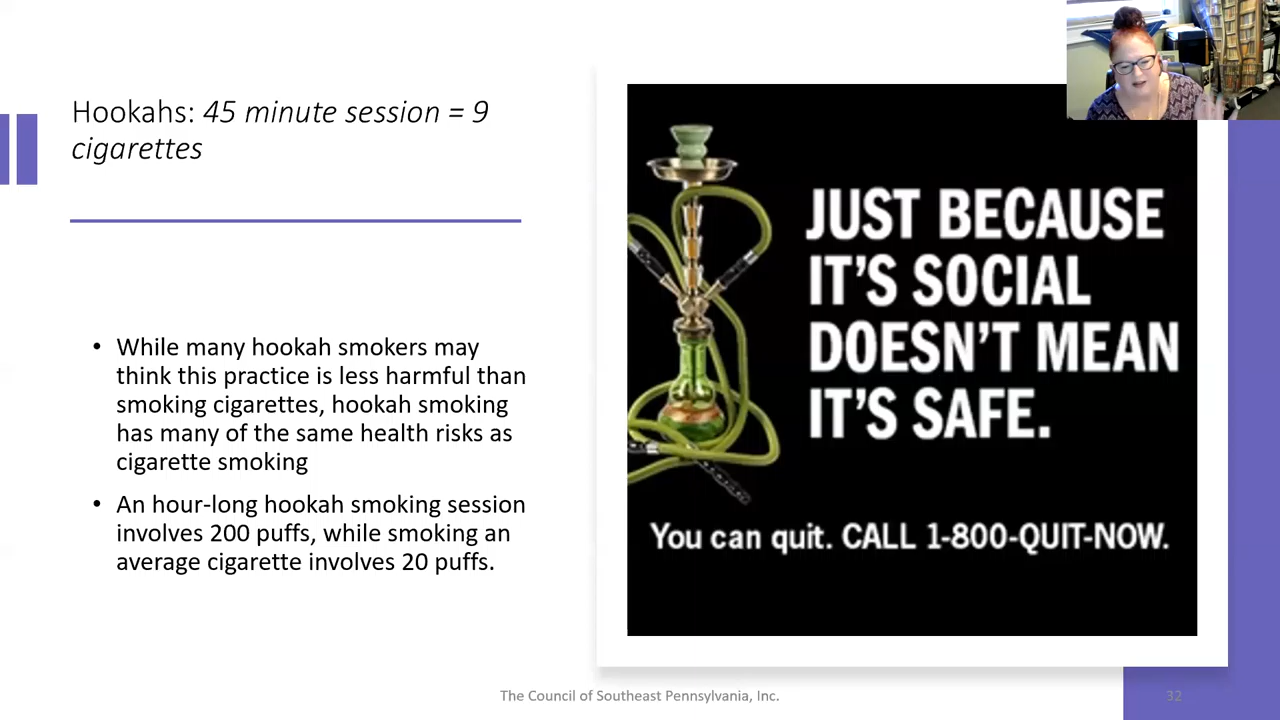 Hookahs: 45 minute session = 9
cigarettes
• While many hookah smokers may
think this practice is less harmful than
smoking cigarettes, hookah smoking
has many of the same health risks as
cigarette smoking
• An hour-long hookah smoking session
involves 200 puffs, while smoking an
average cigarette involves 20 puffs.
JUST BECAUSE
IT'S SOCIAL
DOESN'T MEAN
IT'S SAFE.
You can quit. CALL 1-800-QUIT-NOW.
The Council of Southeast Pennsylvania, Inc.
32